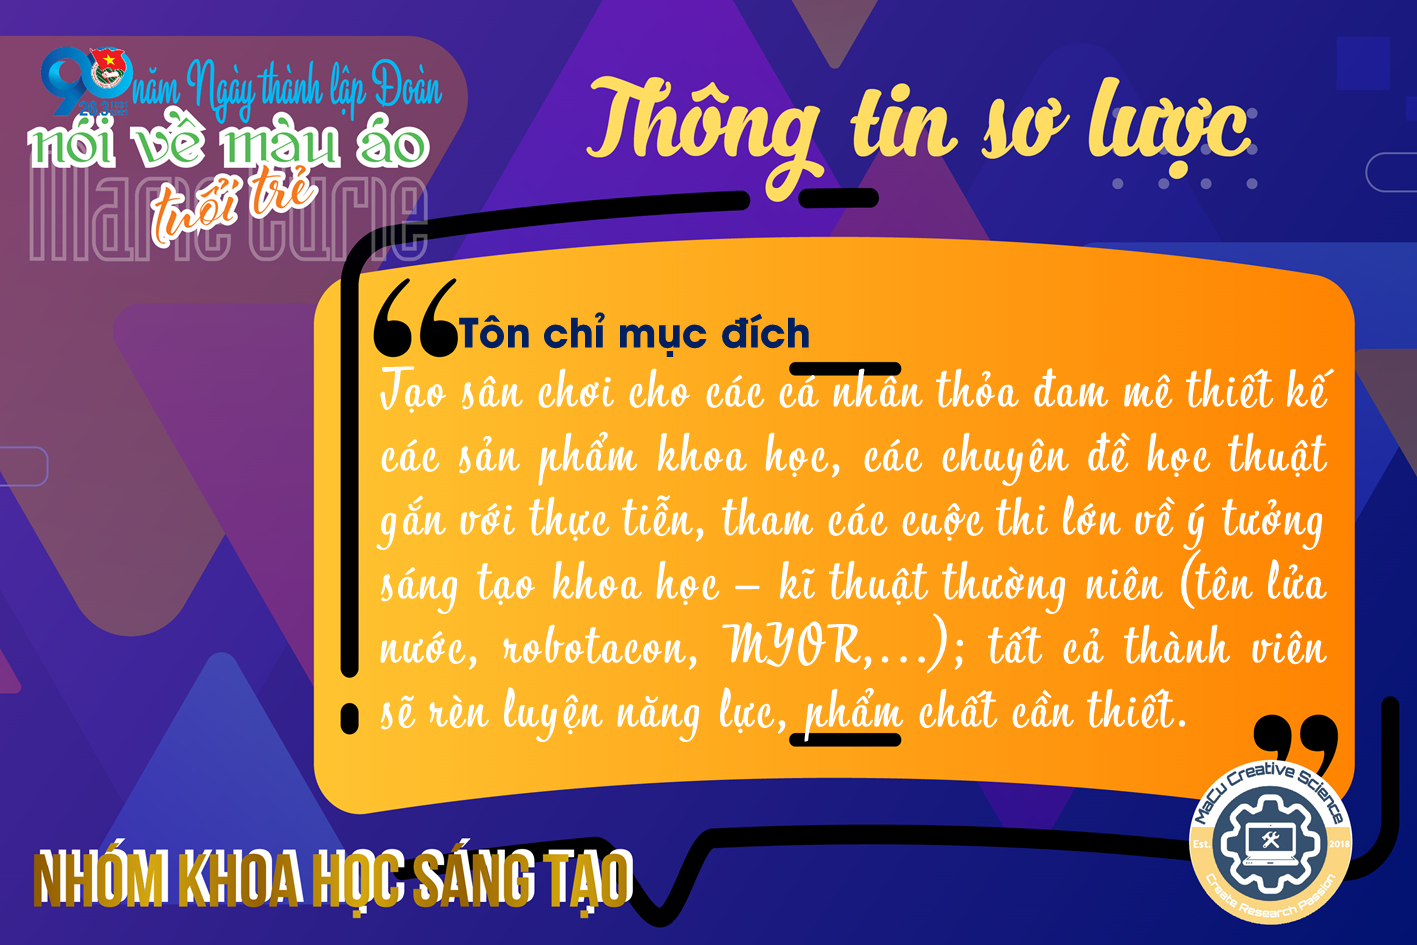 90 năm Ngày thành lập Đoàn
26.3
nói về màu áo
tuổi trẻ
Marie Curie
Thông tin sơ lược
Tôn chỉ mục đích
Tạo sân chơi cho các cá nhân thỏa đam mê thiết kế
các sản phẩm khoa học, các chuyên đề học thuật
gắn với thực tiễn, tham các cuộc thi lớn về ý tưởng
sáng tạo khoa học – kĩ thuật thường niên (tên lửa
nước, robotacon, MYOR,...); tất cả thành viên
sẽ rèn luyện năng lực, phẩm chất cần thiết.
NHÓM KHOA HỌC SÁNG TẠO
MaCu Creative Science
Est. 2018
Create Research Passion